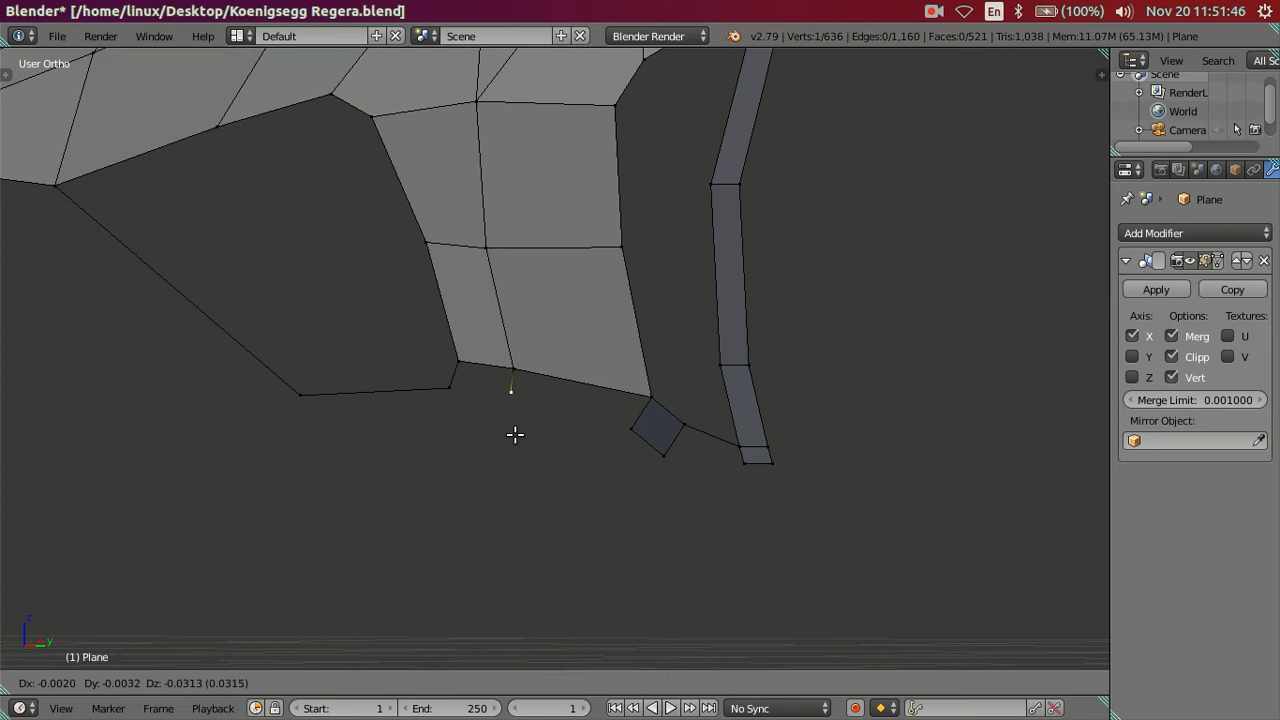 Blender* [/home/linux/Desktop/Koenigsegg Regera.blend] En (100%) Nov 20 11:51:46
File Render Window Help Default Scene Blender Render v2.79 | Verts:1/636 | Edges:0/1,160 | Faces:0/521 | Tris:1,038 | Mem:11.07M (65.13M) | Plane
User Ortho
View Search All Sc
Scene
RenderL
World
Camera
Plane
Add Modifier
Apply Copy
Axis: Options: Textures:
X Merg U
Y Clipp V
Z Vert
Merge Limit: 0.001000
Mirror Object:
z
y
(1) Plane
Dx: -0.0020 Dy: -0.0032 Dz: -0.0313 (0.0315)
View Marker Frame Playback Start: 1 End: 250 1 No Sync